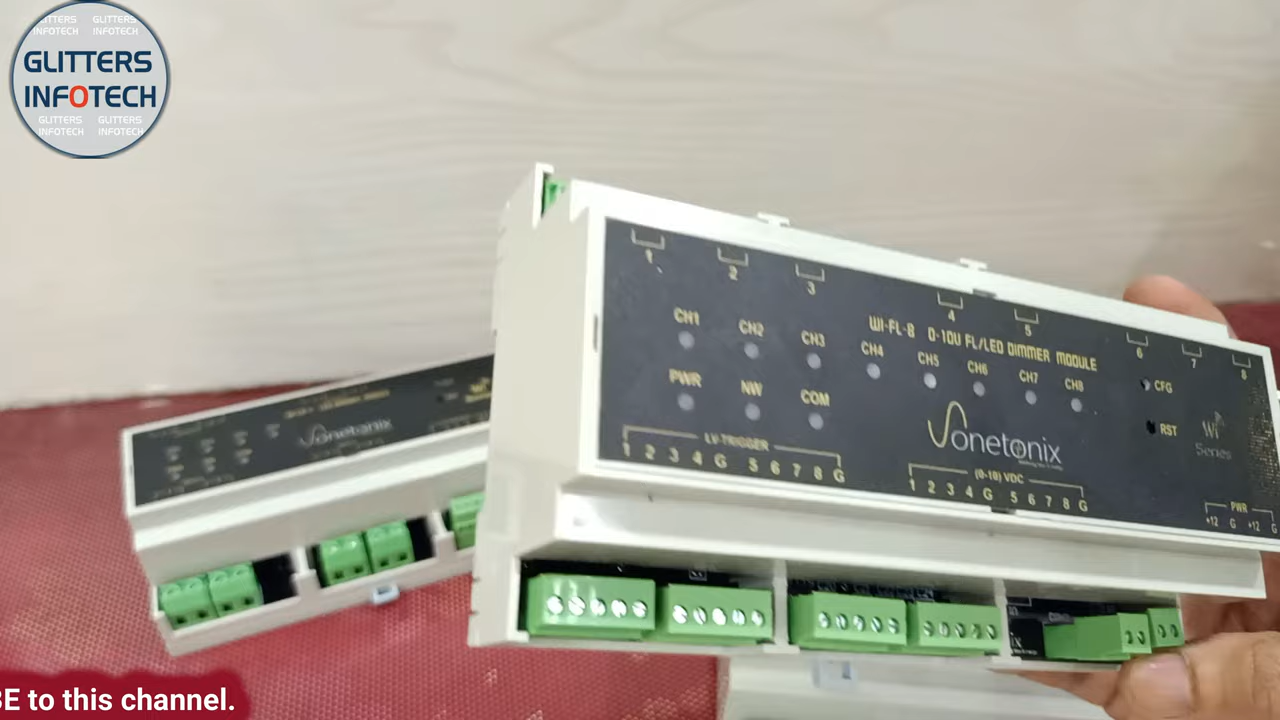 GLITTERS GLITTERS
INFOTECH INFOTECH
GLITTERS
INFOTECH
GLITTERS GLITTERS
INFOTECH INFOTECH
1 2 3 4 5 6 7 8
WI-FL-8 0-10V FL/LED DIMMER MODULE
CH1 CH2 CH3 CH4 CH5 CH6 CH7 CH8
CFG
PWR NW COM
RST
Sonetonix
Wi
Series
LV-TRIGGER
1 2 3 4 G 5 6 7 8 G
(0-10) VDC
1 2 3 4 G 5 6 7 8 G
PWR
+12 G +12 G
Sonetonix
E to this channel.